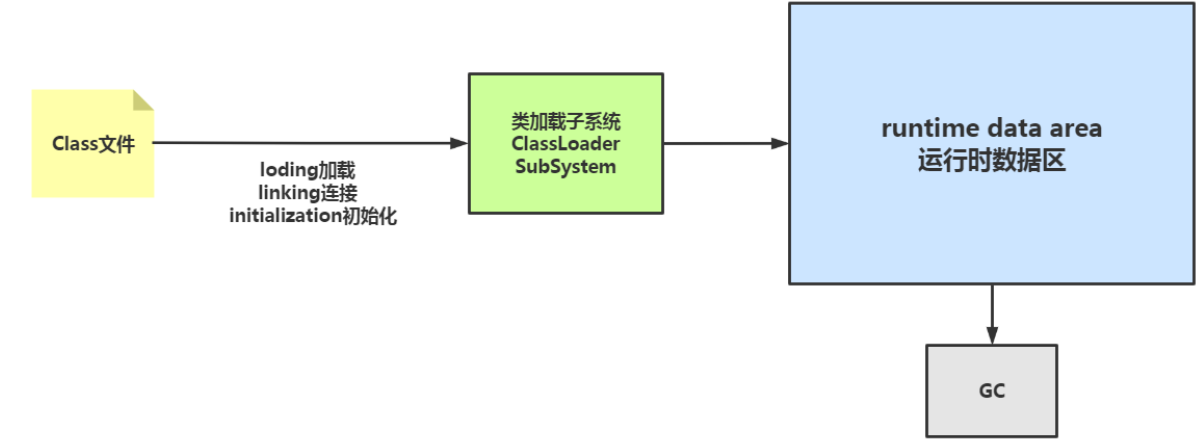 Class文件
loding加载
linking连接
initialization初始化
类加载子系统
ClassLoader
SubSystem
runtime data area
运行时数据区
GC